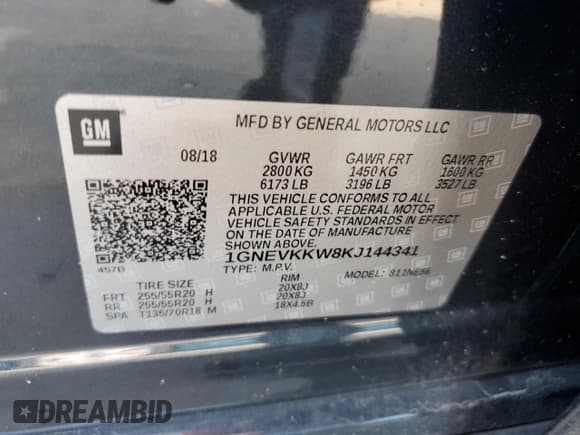 GM
MFD BY GENERAL MOTORS LLC
08/18 GVWR GAWR FRT GAWR RR
2800 KG 1450 KG 1600 KG
6173 LB 3196 LB 3527 LB
THIS VEHICLE CONFORMS TO ALL
APPLICABLE U.S. FEDERAL MOTOR
VEHICLE SAFETY STANDARDS IN EFFECT
ON THE DATE OF MANUFACTURE
SHOWN ABOVE.
1GNEVKKW8KJ144341
TYPE: M.P.V. MODEL:
457B
TIRE SIZE RIM
FRT 255/55R20 H 20X8J
RR 255/55R20 H 20X8J
SPA T135/70R18 M 18X4.5B
DREAMBID